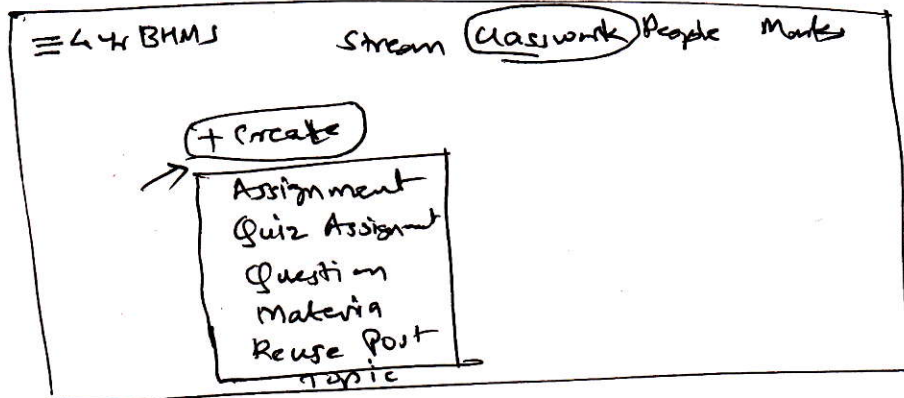 ≡ 4 Yr BHMS Stream Classwork People Marks
+ Create
Assignment
Quiz Assignment
Question
Materia
Reuse Post
Topic